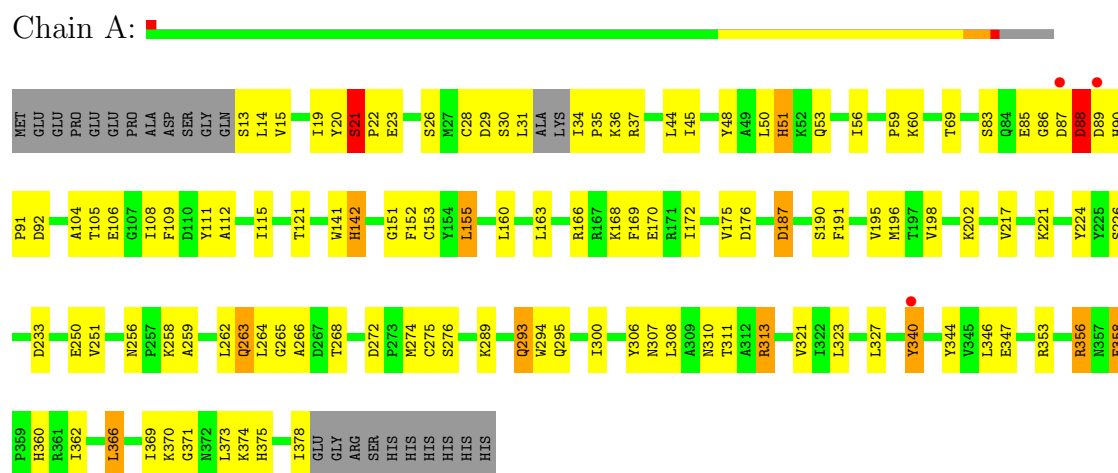 Chain A:
MET GLU GLU PRO GLU GLU PRO ALA ASP SER GLY GLN S13 L14 V15 I19 Y20 S21 P22 E23 S26 M27 C28 D29 S30 L31 ALA LYS I34 P35 K36 R37 L44 I45 Y48 A49 L50 H51 K52 Q53 I56 P59 K60 T69 S83 Q84 E85 G86 D87 D88 D89 H90
P91 D92 A104 T105 E106 G107 I108 F109 D110 Y111 A112 I115 T121 W141 H142 G151 F152 C153 Y154 L155 L160 L163 R166 R167 K168 F169 E170 R171 I172 V175 D176 D187 S190 F191 V195 M196 T197 V198 K202 V217 K221 Y224 Y225 S226
D233 E250 V251 N256 P257 K258 A259 L262 Q263 L264 G265 A266 D267 T268 D272 P273 M274 C275 S276 K289 Q293 W294 Q295 I300 Y306 N307 L308 A309 N310 T311 A312 R313 V321 I322 L323 L327 Y340 Y344 V345 L346 E347 R353 R356 N357
P359 H360 R361 I362 L366 I369 K370 G371 N372 L373 K374 H375 I378 GLU GLY ARG SER HIS HIS HIS HIS HIS HIS